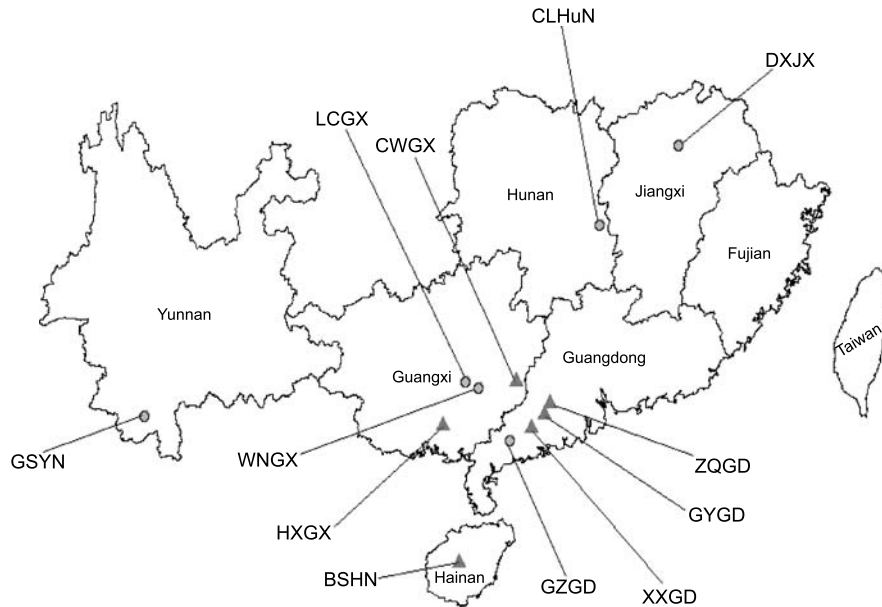 CLHuN
DXJX
LCGX
CWGX
Hunan
Jiangxi
Fujian
Yunnan
Taiwan
Guangdong
Guangxi
GSYN
WNGX
ZQGD
GYGD
HXGX
BSHN
Hainan
GZGD
XXGD